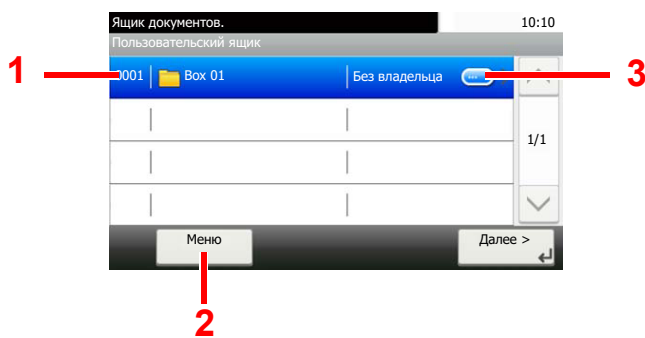 Ящик документов. 10:10
Пользовательский ящик
1 0001 Box 01 Без владельца ... 3
1/1
Меню Далее >
2